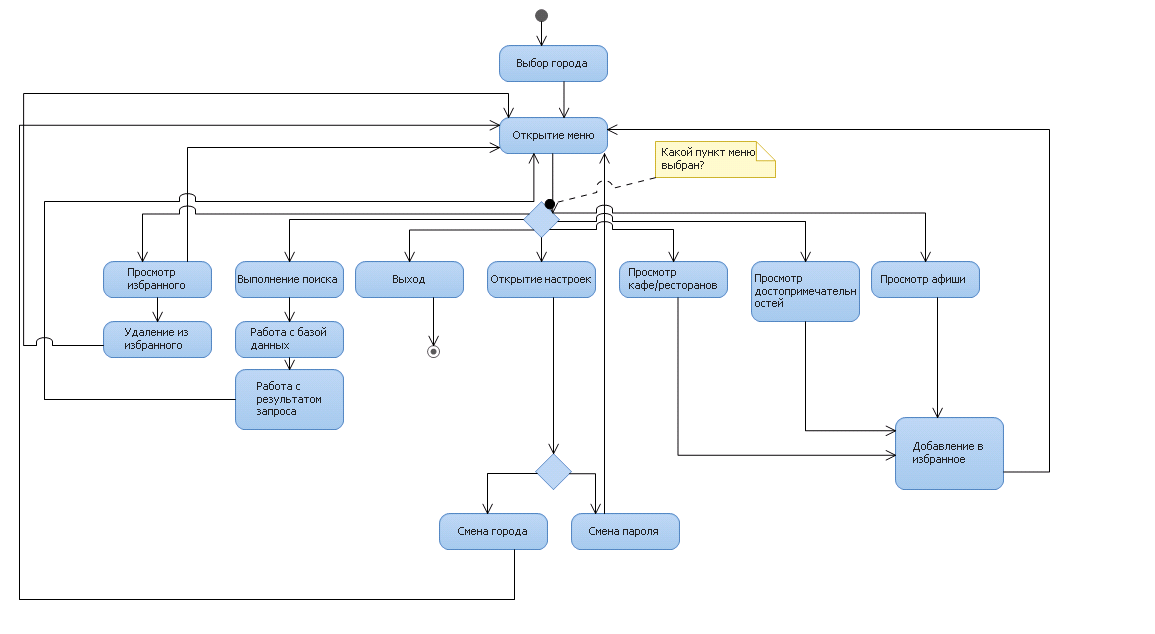 Выбор города
Открытие меню
Какой пункт меню
выбран?
Просмотр
избранного
Выполнение поиска
Выход
Открытие настроек
Просмотр
кафе/ресторанов
Просмотр
достопримечательн
остей
Просмотр афиши
Удаление из
избранного
Работа с базой
данных
Работа с
результатом
запроса
Добавление в
избранное
Смена города
Смена пароля